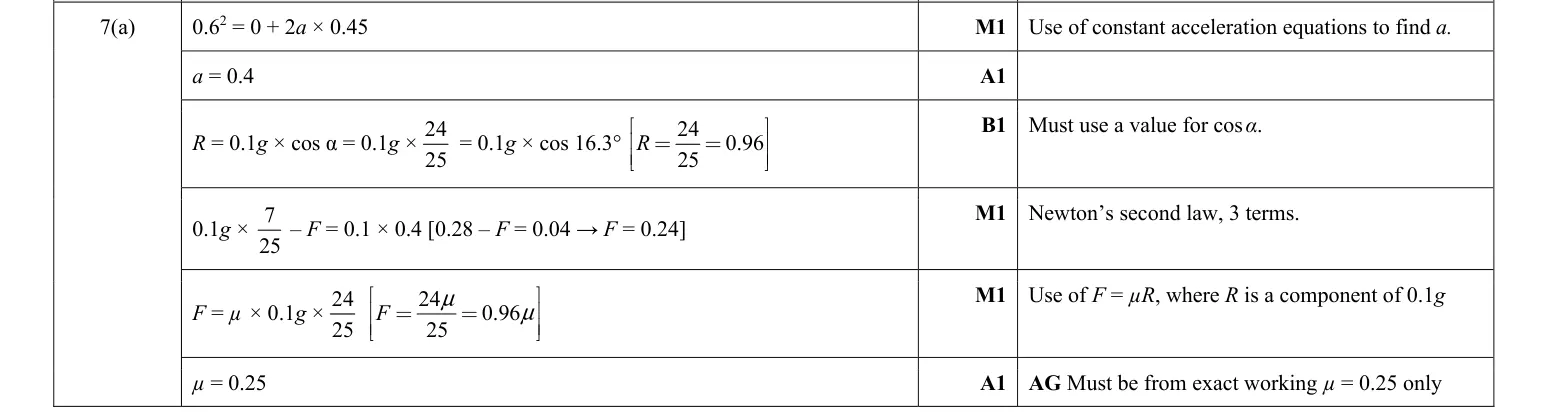 7(a)
0.6² = 0 + 2a × 0.45 M1 Use of constant acceleration equations to find a.
a = 0.4 A1
R = 0.1g × cos α = 0.1g × 24/25 = 0.1g × cos 16.3° [R = 24/25 = 0.96] B1 Must use a value for cos α.
0.1g × 7/25 – F = 0.1 × 0.4 [0.28 – F = 0.04 → F = 0.24] M1 Newton’s second law, 3 terms.
F = μ × 0.1g × 24/25 [F = 24μ/25 = 0.96μ] M1 Use of F = μR, where R is a component of 0.1g
μ = 0.25 A1 AG Must be from exact working μ = 0.25 only